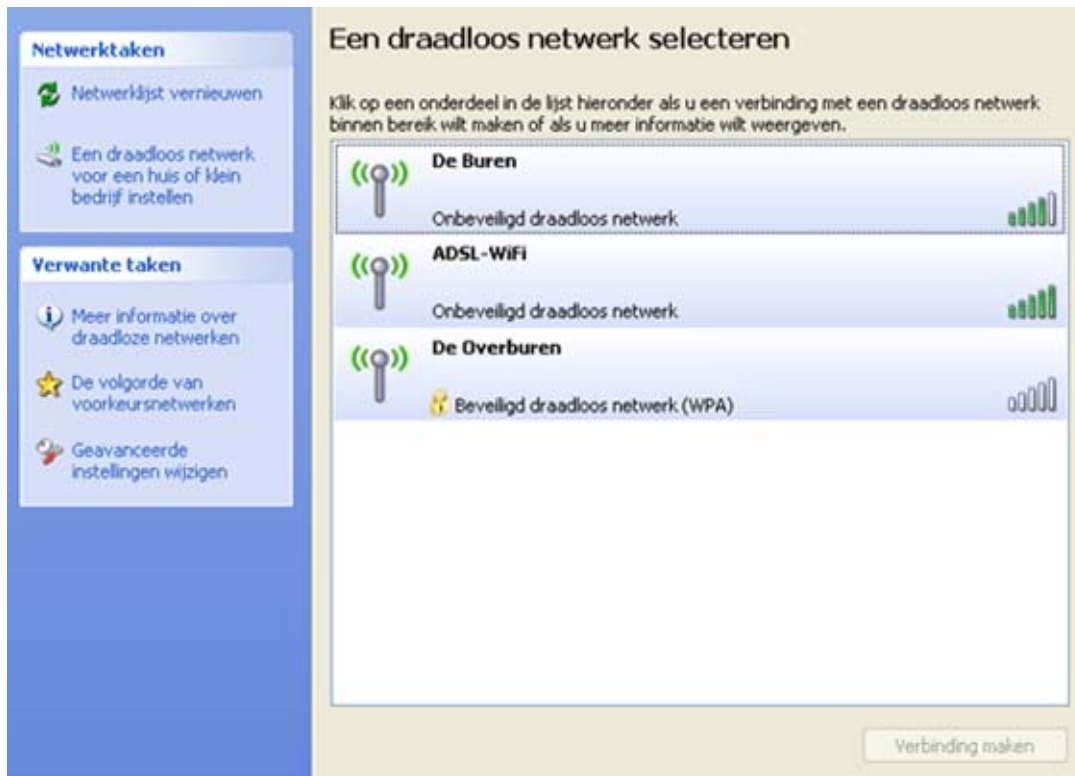 Netwerktaken
Netwerklijst vernieuwen
Een draadloos netwerk
voor een huis of klein
bedrijf instellen
Verwante taken
Meer informatie over
draadloze netwerken
De volgorde van
voorkeursnetwerken
Geavanceerde
instellingen wijzigen
Een draadloos netwerk selecteren
Klik op een onderdeel in de lijst hieronder als u een verbinding met een draadloos netwerk
binnen bereik wilt maken of als u meer informatie wilt weergeven.
De Buren
Onbeveiligd draadloos netwerk
ADSL-WiFi
Onbeveiligd draadloos netwerk
De Overburen
Beveiligd draadloos netwerk (WPA)
Verbinding maken